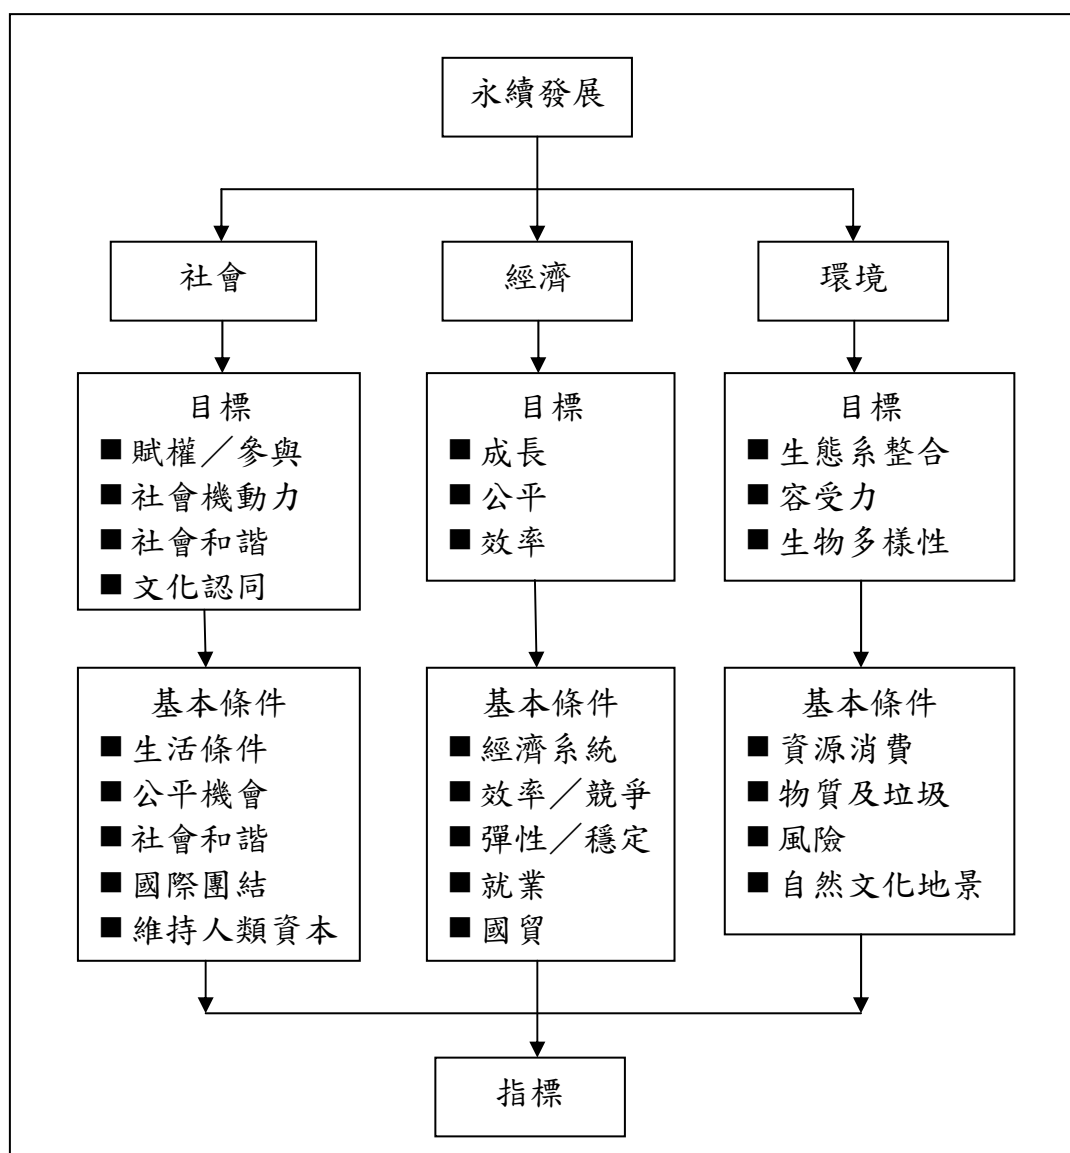 永續發展
社會
經濟
環境
目標
■ 賦權／參與
■ 社會機動力
■ 社會和諧
■ 文化認同
目標
■ 成長
■ 公平
■ 效率
目標
■ 生態系整合
■ 容受力
■ 生物多樣性
基本條件
■ 生活條件
■ 公平機會
■ 社會和諧
■ 國際團結
■ 維持人類資本
基本條件
■ 經濟系統
■ 效率／競爭
■ 彈性／穩定
■ 就業
■ 國貿
基本條件
■ 資源消費
■ 物質及垃圾
■ 風險
■ 自然文化地景
指標